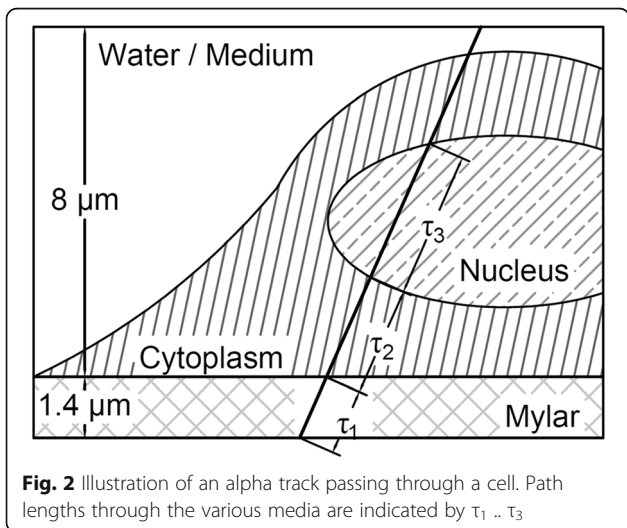 Water / Medium
8 µm
τ3
Nucleus
τ2
Cytoplasm
1.4 µm
τ1
Mylar
Fig. 2 Illustration of an alpha track passing through a cell. Path
lengths through the various media are indicated by τ1 .. τ3